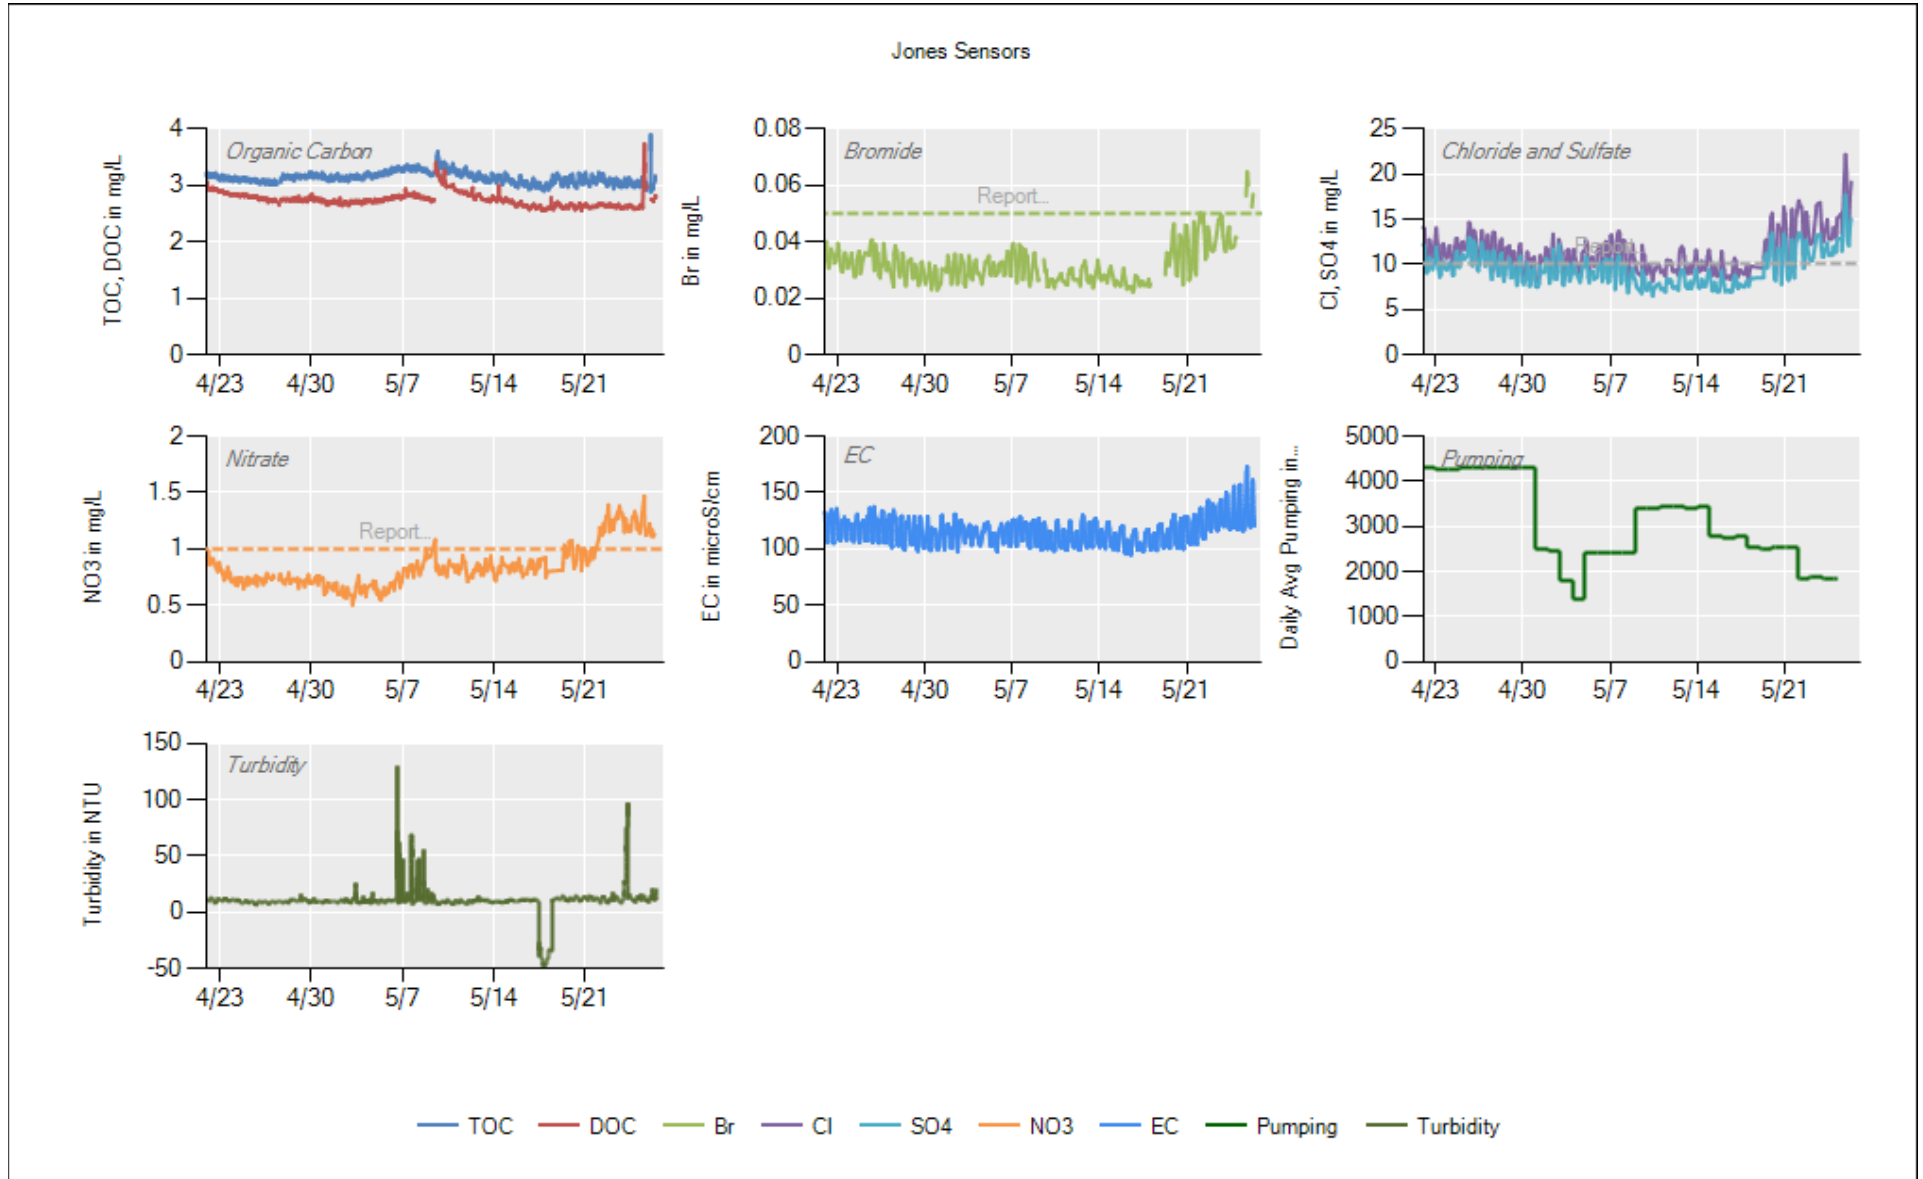 Jones Sensors
TOC, DOC in mg/L
Organic Carbon
4
3
2
1
0
4/23 4/30 5/7 5/14 5/21
Br in mg/L
Bromide
Report...
0.08
0.06
0.04
0.02
0
4/23 4/30 5/7 5/14 5/21
Cl, SO4 in mg/L
Chloride and Sulfate
Report...
25
20
15
10
5
0
4/23 4/30 5/7 5/14 5/21
NO3 in mg/L
Nitrate
Report...
2
1.5
1
0.5
0
4/23 4/30 5/7 5/14 5/21
EC in microS/cm
EC
200
150
100
50
0
4/23 4/30 5/7 5/14 5/21
Daily Avg Pumping in...
Pumping
5000
4000
3000
2000
1000
0
4/23 4/30 5/7 5/14 5/21
Turbidity in NTU
Turbidity
150
100
50
0
-50
4/23 4/30 5/7 5/14 5/21
TOC DOC Br Cl SO4 NO3 EC Pumping Turbidity